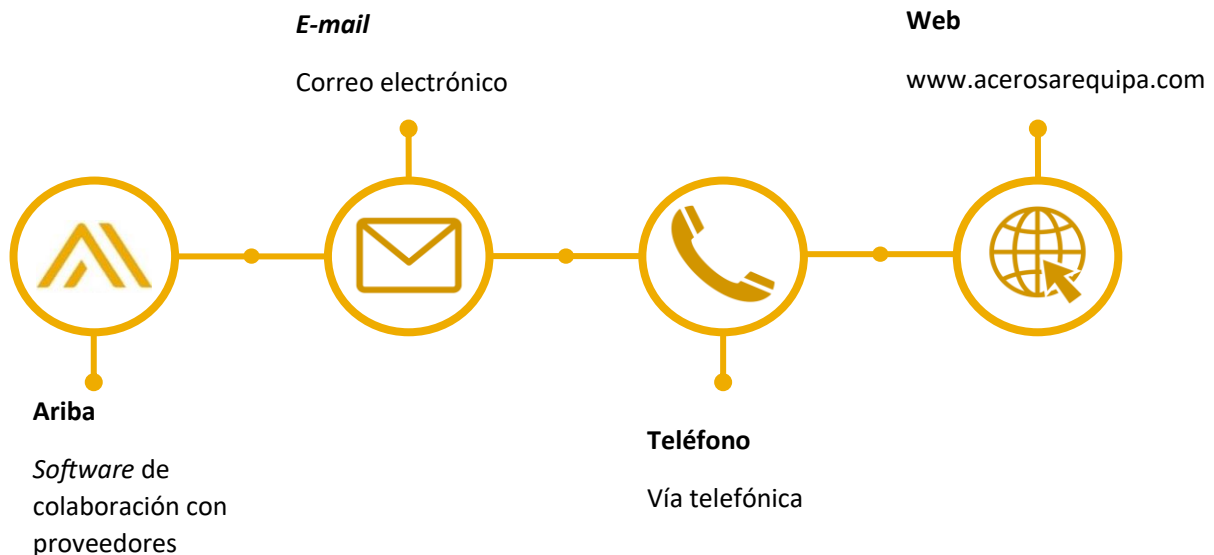 E-mail
Correo electrónico
Web
www.acerosarequipa.com
Ariba
Software de
colaboración con
proveedores
Teléfono
Vía telefónica